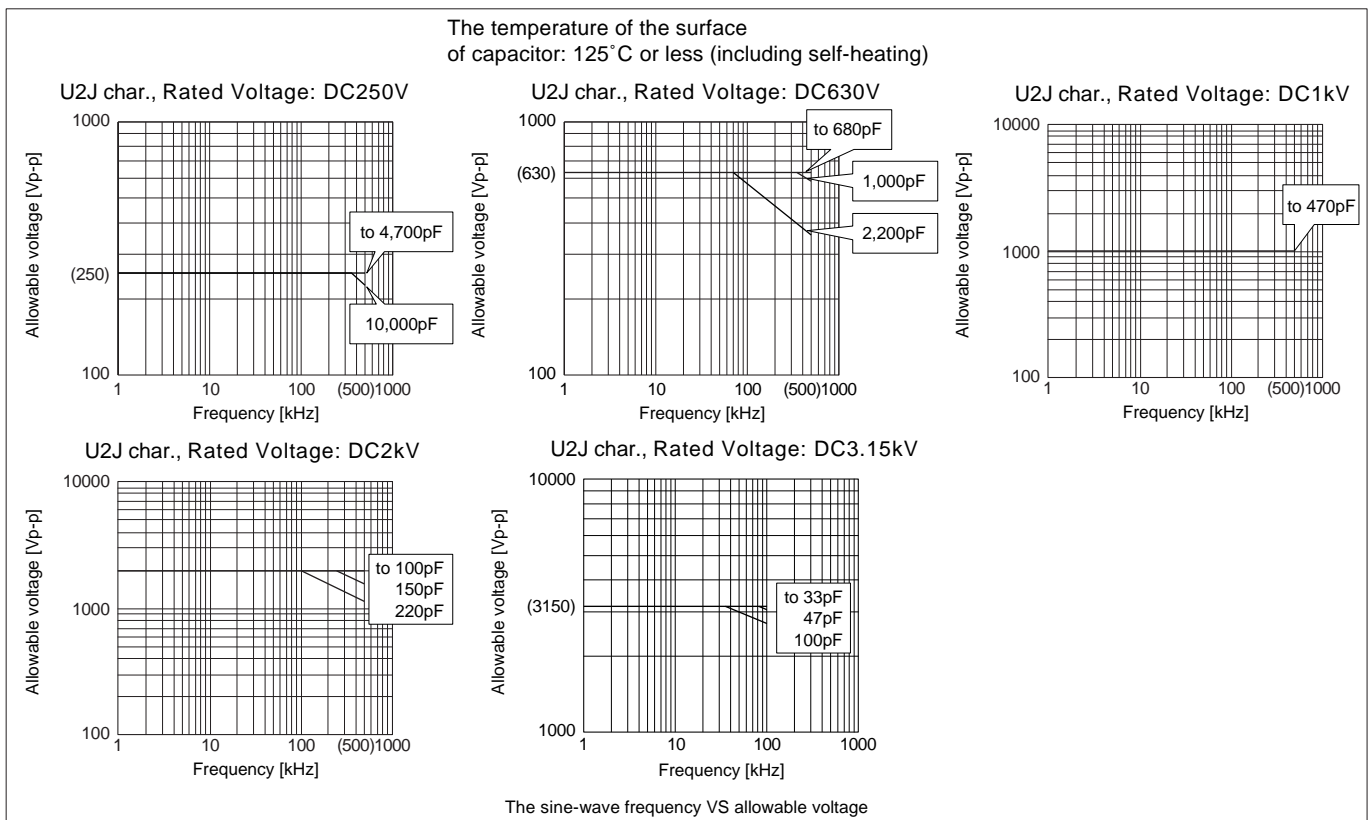 The temperature of the surface
of capacitor: 125˚C or less (including self-heating)
U2J char., Rated Voltage: DC250V
Allowable voltage [Vp-p]
1000
(250)
100
to 4,700pF
10,000pF
1
10
100
(500)
1000
Frequency [kHz]
U2J char., Rated Voltage: DC630V
Allowable voltage [Vp-p]
1000
(630)
100
to 680pF
1,000pF
2,200pF
1
10
100
(500)
1000
Frequency [kHz]
U2J char., Rated Voltage: DC1kV
Allowable voltage [Vp-p]
10000
1000
100
to 470pF
1
10
100
(500)
1000
Frequency [kHz]
U2J char., Rated Voltage: DC2kV
Allowable voltage [Vp-p]
10000
1000
100
to 100pF
150pF
220pF
1
10
100
(500)
1000
Frequency [kHz]
U2J char., Rated Voltage: DC3.15kV
Allowable voltage [Vp-p]
10000
(3150)
1000
to 33pF
47pF
100pF
1
10
100
1000
Frequency [kHz]
The sine-wave frequency VS allowable voltage